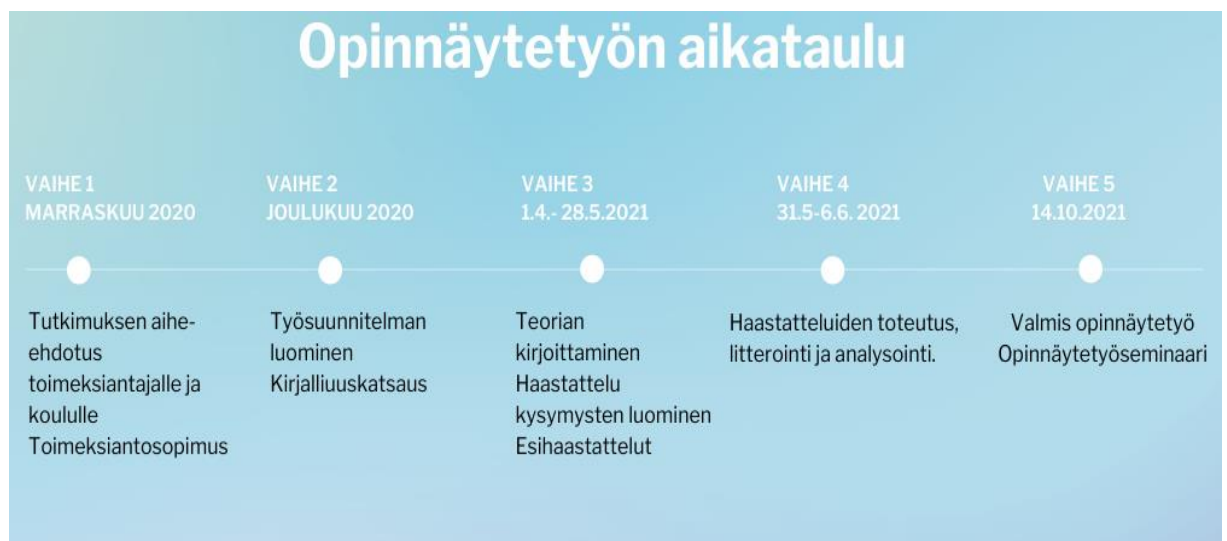 Opinnäytetyön aikataulu
VAIHE 1
MARRASKUU 2020
Tutkimuksen aihe-
ehdotus
toimeksiantajalle ja
koululle
Toimeksiantosopimus
VAIHE 2
JOULUKUU 2020
Työsuunnitelman
luominen
Kirjalliuuskatsaus
VAIHE 3
1.4.- 28.5.2021
Teorian
kirjoittaminen
Haastattelu
kysymysten luominen
Esihaastattelut
VAIHE 4
31.5-6.6. 2021
Haastatteluiden toteutus,
litterointi ja analysointi.
VAIHE 5
14.10.2021
Valmis opinnäytetyö
Opinnäytetyöseminaari